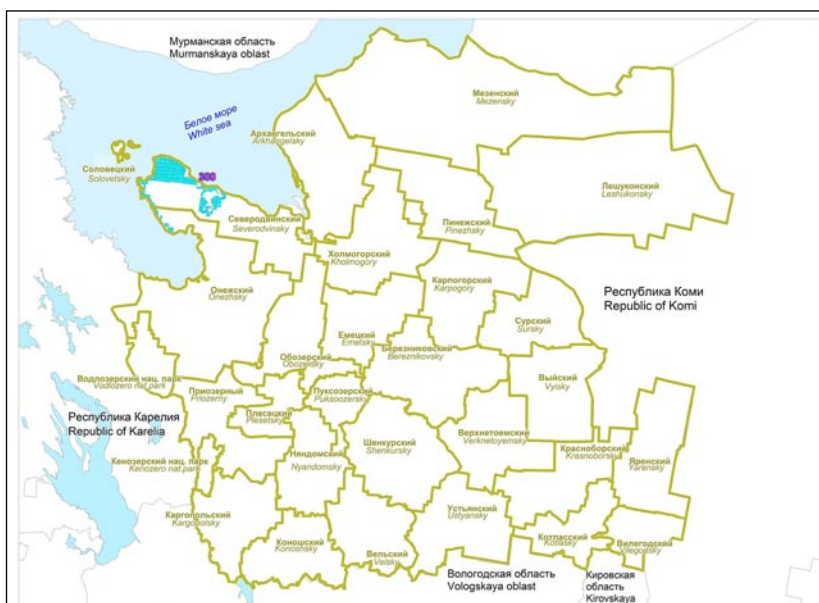 Мурманская область
Murmanskaya oblast
Мезенский
Mezensky
Белое море
White sea
Архангельский
Arkhangelsky
Соловецкий
Solovetsky
300
Лешуконский
Leshukonsky
Северодвинский
Severodvinsky
Пинежский
Pinezhsky
Холмогорский
Kholmogory
Карпогорский
Karpogory
Онежский
Onezhsky
Республика Коми
Republic of Komi
Сурский
Sursky
Емецкий
Emetsky
Березниковский
Bereznikovsky
Обозерский
Obozersky
Водлозерский нац. парк
Vodlozero nat.park
Приозерный
Priozerny
Пуксозерский
Puksoozersky
Выйский
Vyisky
Плесецкий
Plesetsky
Республика Карелия
Republic of Karelia
Верхнетоемский
Verknetoyemsky
Шенкурский
Shenkursky
Красноборский
Krasnoborsky
Яренский
Yarensky
Няндомский
Nyandomsky
Кенозерский нац. парк
Kenozero nat.park
Каргопольский
Kargopolsky
Устьянский
Ustyansky
Коношский
Konoshsky
Котласский
Kotlassky
Вилегодский
Vilegodsky
Вельский
Velsky
Вологодская область
Vologskaya oblast
Кировская
область
Kirovskaya